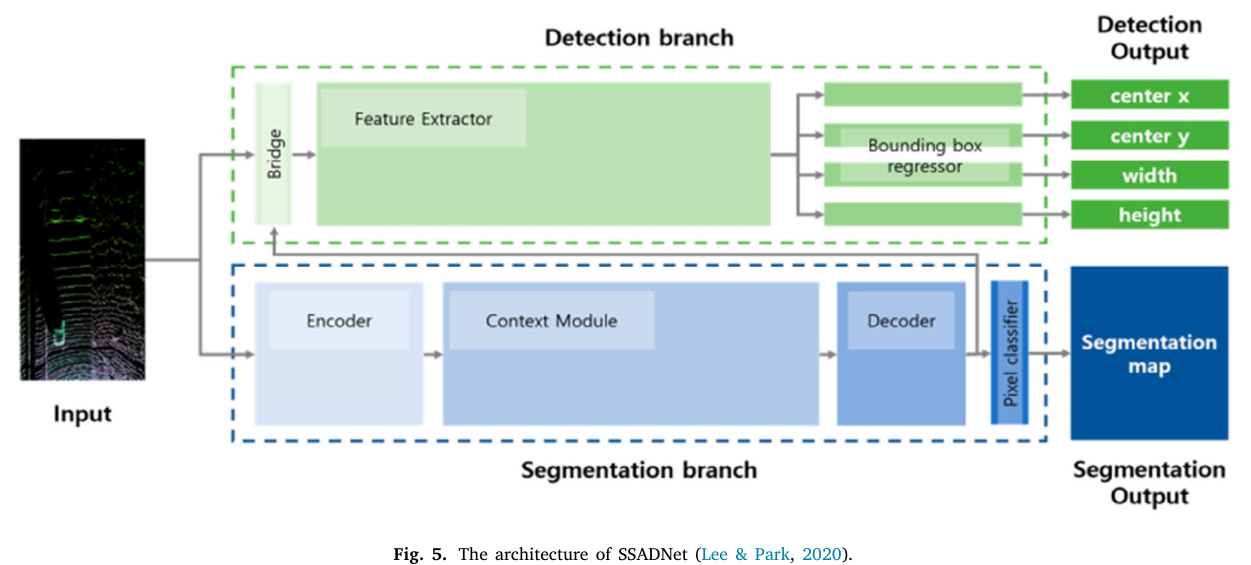 Detection branch
Detection
Output
Bridge
Feature Extractor
Bounding box
regressor
center x
center y
width
height
Input
Encoder
Context Module
Decoder
Pixel classifier
Segmentation
map
Segmentation branch
Segmentation
Output
Fig. 5. The architecture of SSADNet (Lee & Park, 2020).